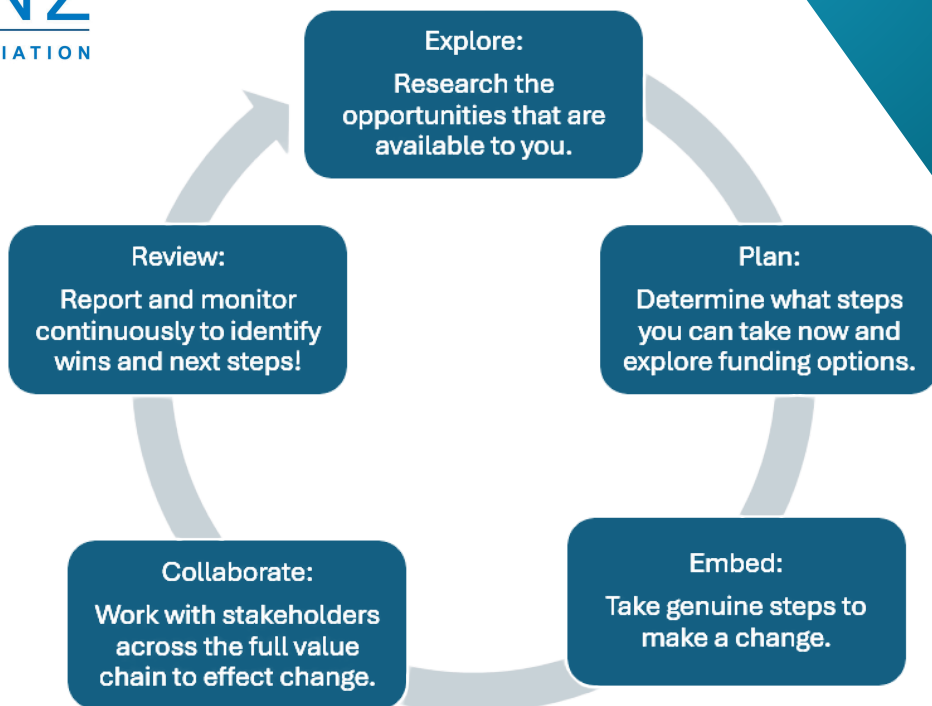 NZ
IATION
Explore:
Research the
opportunities that are
available to you.
Plan:
Determine what steps
you can take now and
explore funding options.
Embed:
Take genuine steps to
make a change.
Collaborate:
Work with stakeholders
across the full value
chain to effect change.
Review:
Report and monitor
continuously to identify
wins and next steps!